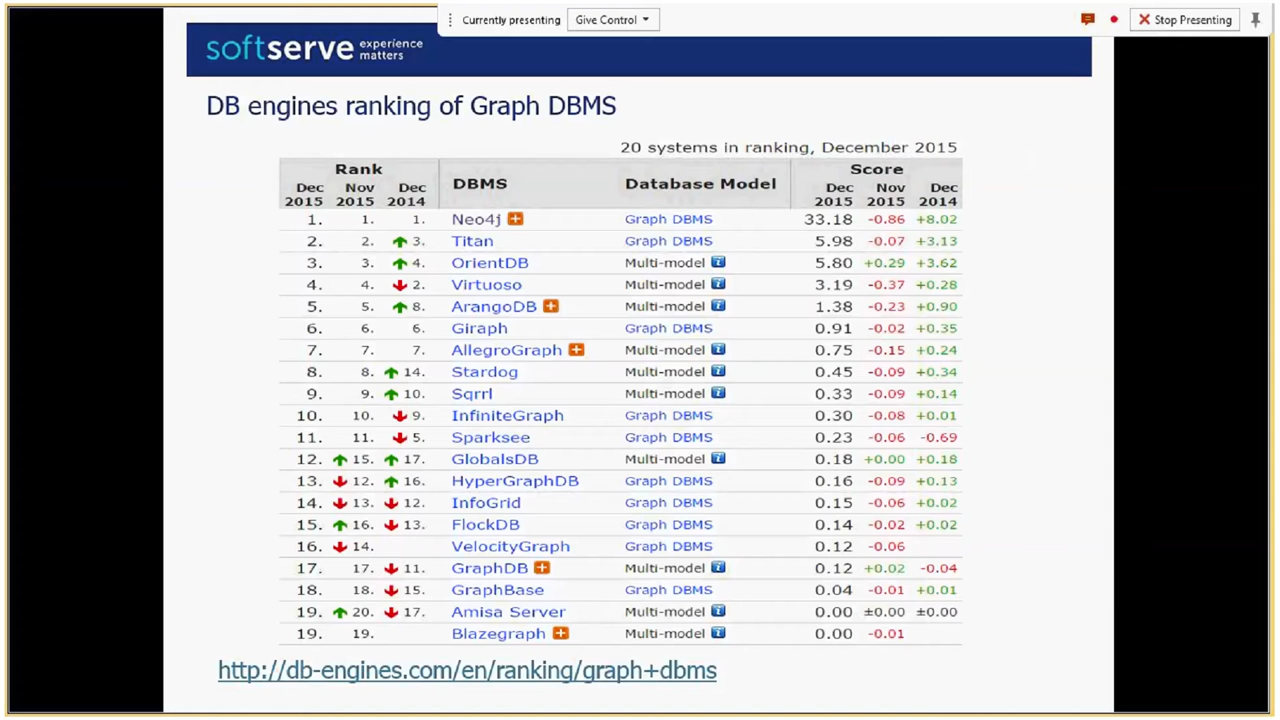 Currently presenting Give Control Stop Presenting
softserve experience matters
DB engines ranking of Graph DBMS
20 systems in ranking, December 2015
Rank DBMS Database Model Score
Dec 2015 Nov 2015 Dec 2014 Dec 2015 Nov 2015 Dec 2014
1. 1. 1. Neo4j Graph DBMS 33.18 -0.86 +8.02
2. 2. 3. Titan Graph DBMS 5.98 -0.07 +3.13
3. 3. 4. OrientDB Multi-model 5.80 +0.29 +3.62
4. 4. 2. Virtuoso Multi-model 3.19 -0.37 +0.28
5. 5. 8. ArangoDB Multi-model 1.38 -0.23 +0.90
6. 6. 6. Giraph Graph DBMS 0.91 -0.02 +0.35
7. 7. 7. AllegroGraph Multi-model 0.75 -0.15 +0.24
8. 8. 14. Stardog Multi-model 0.45 -0.09 +0.34
9. 9. 10. Sqrrl Multi-model 0.33 -0.09 +0.14
10. 10. 9. InfiniteGraph Graph DBMS 0.30 -0.08 +0.01
11. 11. 5. Sparksee Graph DBMS 0.23 -0.06 -0.69
12. 15. 17. GlobalsDB Multi-model 0.18 +0.00 +0.18
13. 12. 16. HyperGraphDB Graph DBMS 0.16 -0.09 +0.13
14. 13. 12. InfoGrid Graph DBMS 0.15 -0.06 +0.02
15. 16. 13. FlockDB Graph DBMS 0.14 -0.02 +0.02
16. 14. VelocityGraph Graph DBMS 0.12 -0.06
17. 17. 11. GraphDB Multi-model 0.12 +0.02 -0.04
18. 18. 15. GraphBase Graph DBMS 0.04 -0.01 +0.01
19. 20. 17. Amisa Server Multi-model 0.00 ±0.00 ±0.00
19. 19. Blazegraph Multi-model 0.00 -0.01
http://db-engines.com/en/ranking/graph+dbms